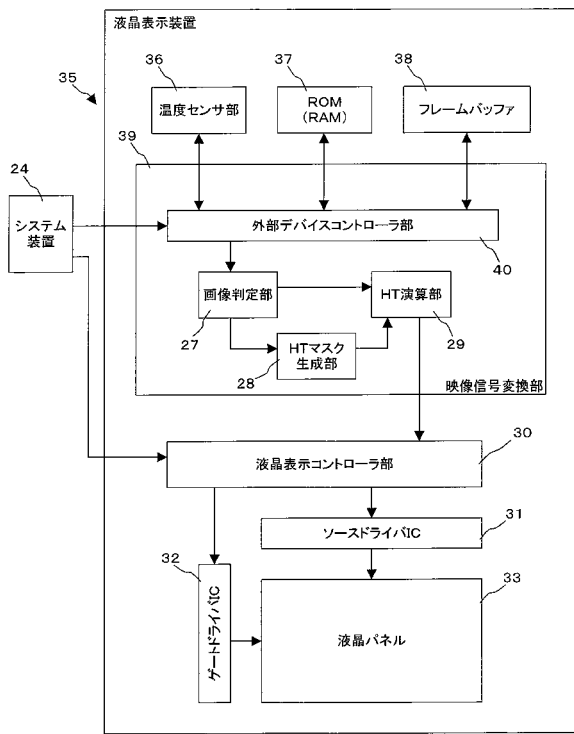 液晶表示装置
35
36
温度センサ部
37
ROM
(RAM)
38
フレームバッファ
39
24
システム
装置
外部デバイスコントローラ部
40
画像判定部
27
HT演算部
29
HTマスク
生成部
28
映像信号変換部
30
液晶表示コントローラ部
31
ソースドライバIC
32
ゲートドライバIC
33
液晶パネル